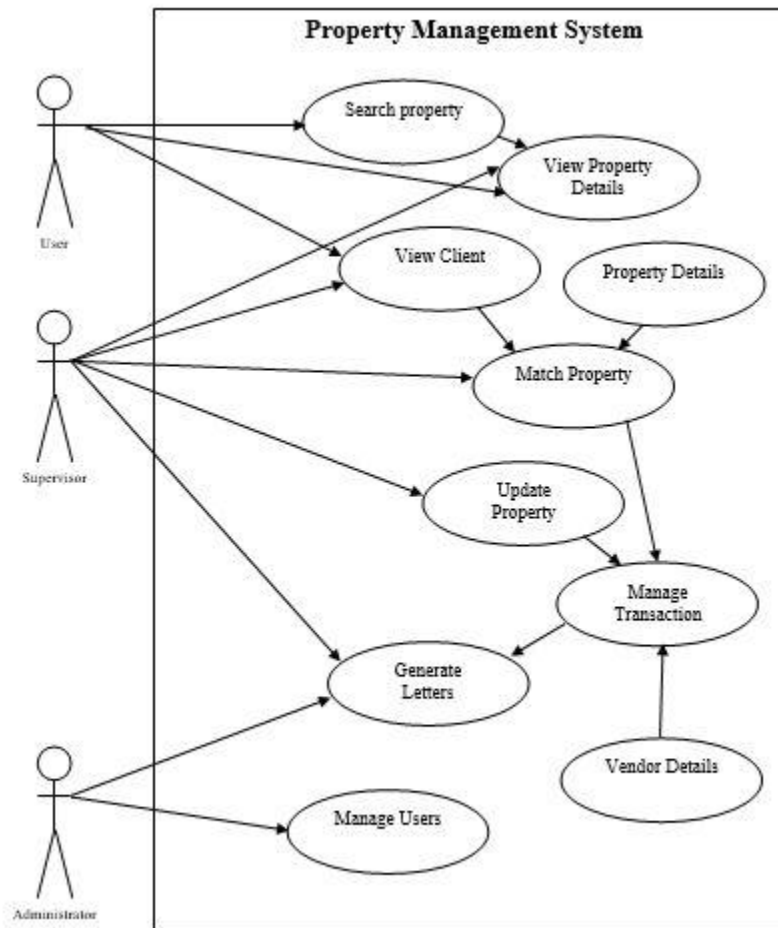 Property Management System
Search property
View Property
Details
User
View Client
Property Details
Match Property
Supervisor
Update
Property
Manage
Transaction
Generate
Letters
Vendor Details
Manage Users
Administrator